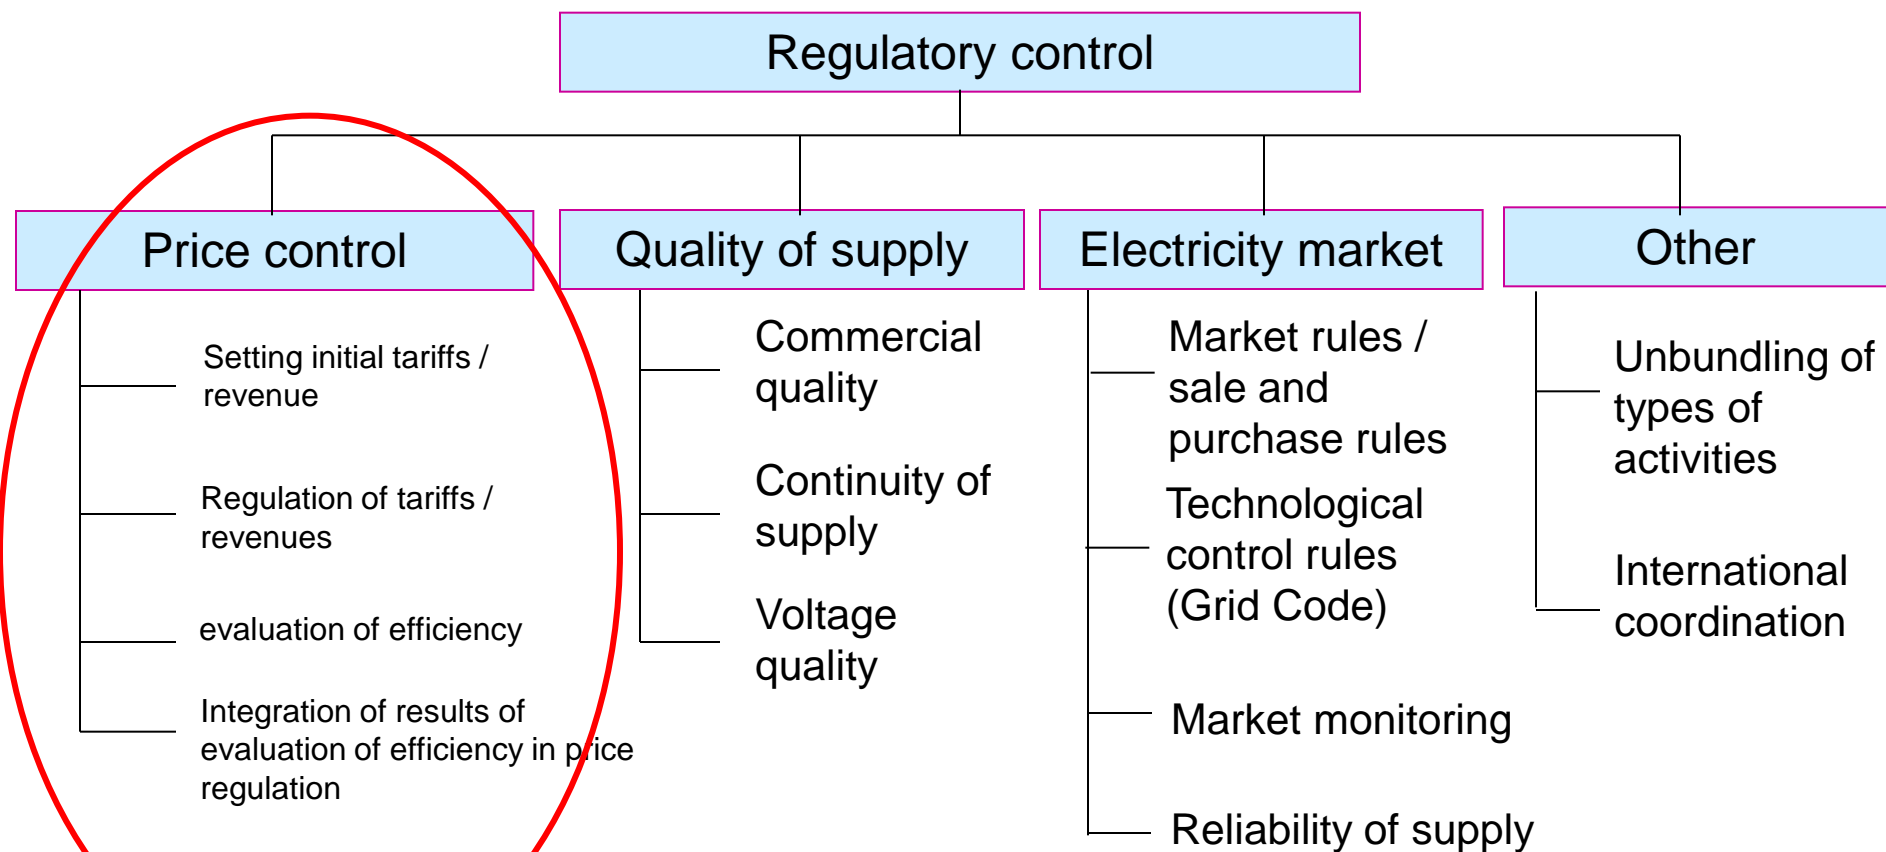 Regulatory control
Price control
Setting initial tariffs /
revenue
Regulation of tariffs /
revenues
evaluation of efficiency
Integration of results of
evaluation of efficiency in price
regulation
Quality of supply
Commercial
quality
Continuity of
supply
Voltage
quality
Electricity market
Market rules /
sale and
purchase rules
Technological
control rules
(Grid Code)
Market monitoring
Reliability of supply
Other
Unbundling of
types of
activities
International
coordination